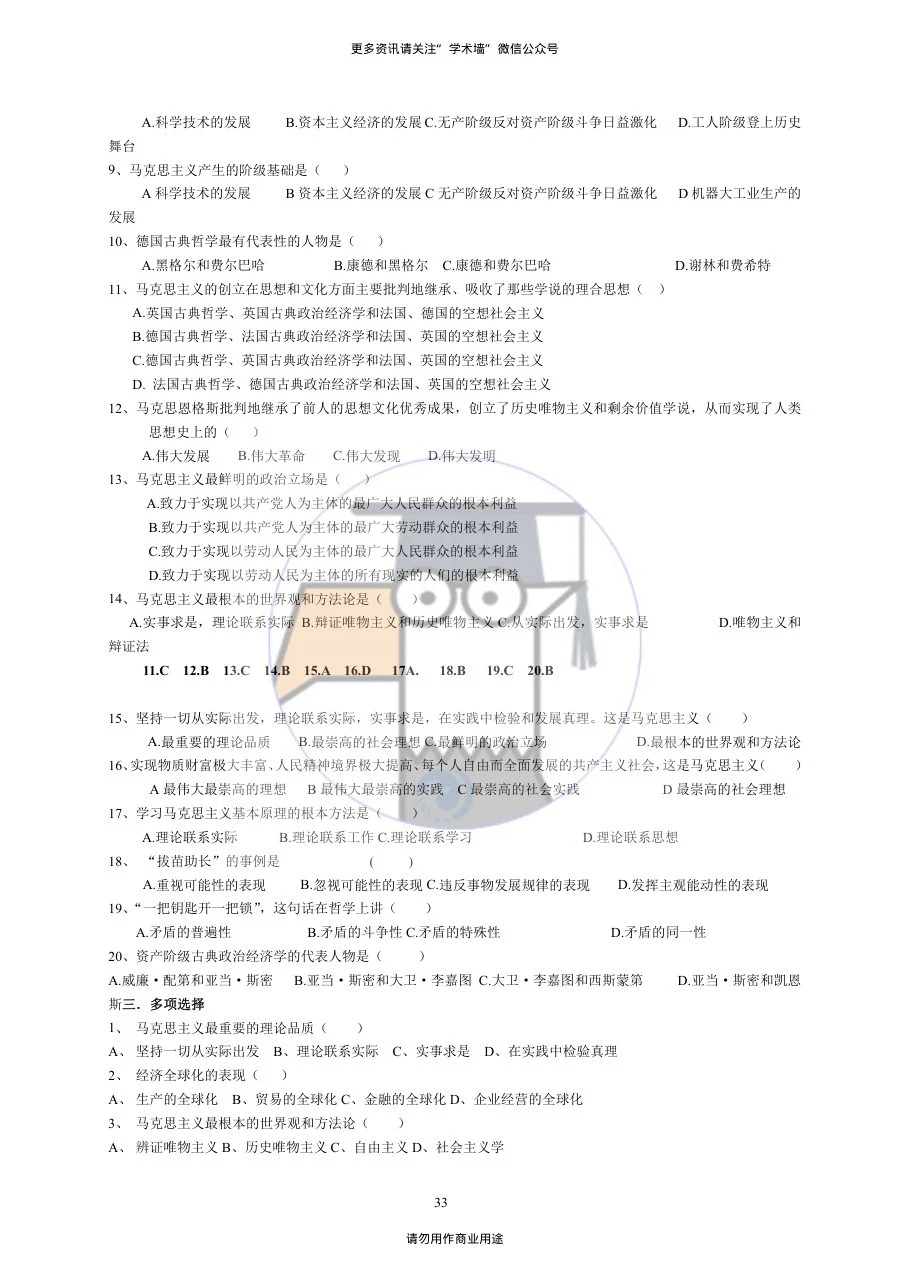 更多资讯请关注“学术墙”微信公众号
A.科学技术的发展 B.资本主义经济的发展 C.无产阶级反对资产阶级斗争日益激化 D.工人阶级登上历史
舞台
9、马克思主义产生的阶级基础是（ ）
A 科学技术的发展 B 资本主义经济的发展 C 无产阶级反对资产阶级斗争日益激化 D 机器大工业生产的
发展
10、德国古典哲学最有代表性的人物是（ ）
A.黑格尔和费尔巴哈 B.康德和黑格尔 C.康德和费尔巴哈 D.谢林和费希特
11、马克思主义的创立在思想和文化方面主要批判地继承、吸收了那些学说的理合思想（ ）
A.英国古典哲学、英国古典政治经济学和法国、德国的空想社会主义
B.德国古典哲学、法国古典政治经济学和法国、英国的空想社会主义
C.德国古典哲学、英国古典政治经济学和法国、英国的空想社会主义
D. 法国古典哲学、德国古典政治经济学和法国、英国的空想社会主义
12、马克思恩格斯批判地继承了前人的思想文化优秀成果，创立了历史唯物主义和剩余价值学说，从而实现了人类
思想史上的（ ）
A.伟大发展 B.伟大革命 C.伟大发现 D.伟大发明
13、马克思主义最鲜明的政治立场是（ ）
A.致力于实现以共产党人为主体的最广大人民群众的根本利益
B.致力于实现以共产党人为主体的最广大劳动群众的根本利益
C.致力于实现以劳动人民为主体的最广大人民群众的根本利益
D.致力于实现以劳动人民为主体的所有现实的人们的根本利益
14、马克思主义最根本的世界观和方法论是（ ）
A.实事求是，理论联系实际 B.辩证唯物主义和历史唯物主义 C.从实际出发，实事求是 D.唯物主义和
辩证法
11.C 12.B 13.C 14.B 15.A 16.D 17A. 18.B 19.C 20.B
15、坚持一切从实际出发，理论联系实际，实事求是，在实践中检验和发展真理。这是马克思主义（ ）
A.最重要的理论品质 B.最崇高的社会理想 C.最鲜明的政治立场 D.最根本的世界观和方法论
16、实现物质财富极大丰富、人民精神境界极大提高、每个人自由而全面发展的共产主义社会，这是马克思主义（ ）
A 最伟大最崇高的理想 B 最伟大最崇高的实践 C 最崇高的社会实践 D 最崇高的社会理想
17、学习马克思主义基本原理的根本方法是（ ）
A.理论联系实际 B.理论联系工作 C.理论联系学习 D.理论联系思想
18、 “拔苗助长”的事例是 ( )
A.重视可能性的表现 B.忽视可能性的表现 C.违反事物发展规律的表现 D.发挥主观能动性的表现
19、“一把钥匙开一把锁”，这句话在哲学上讲（ ）
A.矛盾的普遍性 B.矛盾的斗争性 C.矛盾的特殊性 D.矛盾的同一性
20、资产阶级古典政治经济学的代表人物是（ ）
A.威廉·配第和亚当·斯密 B.亚当·斯密和大卫·李嘉图 C.大卫·李嘉图和西斯蒙第 D.亚当·斯密和凯恩
斯三．多项选择
1、 马克思主义最重要的理论品质（ ）
A、 坚持一切从实际出发 B、理论联系实际 C、实事求是 D、在实践中检验真理
2、 经济全球化的表现（ ）
A、 生产的全球化 B、贸易的全球化 C、金融的全球化 D、企业经营的全球化
3、 马克思主义最根本的世界观和方法论（ ）
A、 辨证唯物主义 B、历史唯物主义 C、自由主义 D、社会主义学
33
请勿用作商业用途